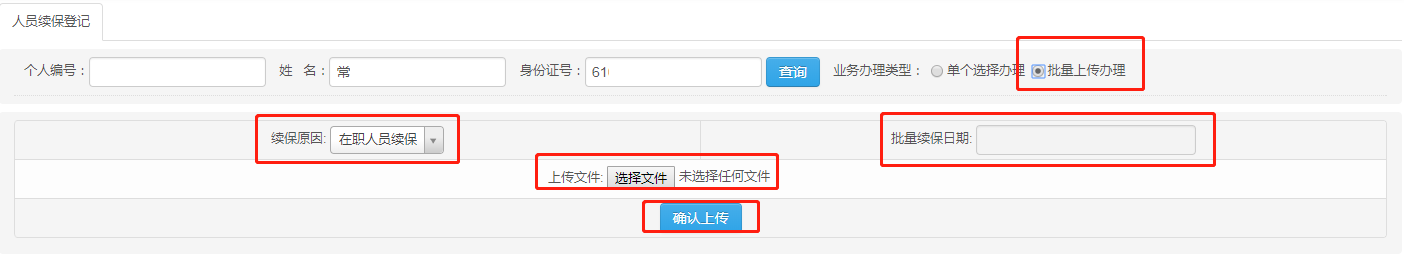 人员续保登记
个人编号： 姓 名： 常 身份证号： 61 查询 业务办理类型： 单个选择办理 批量上传办理
续保原因: 在职人员续保 批量续保日期:
上传文件: 选择文件 未选择任何文件
确认上传